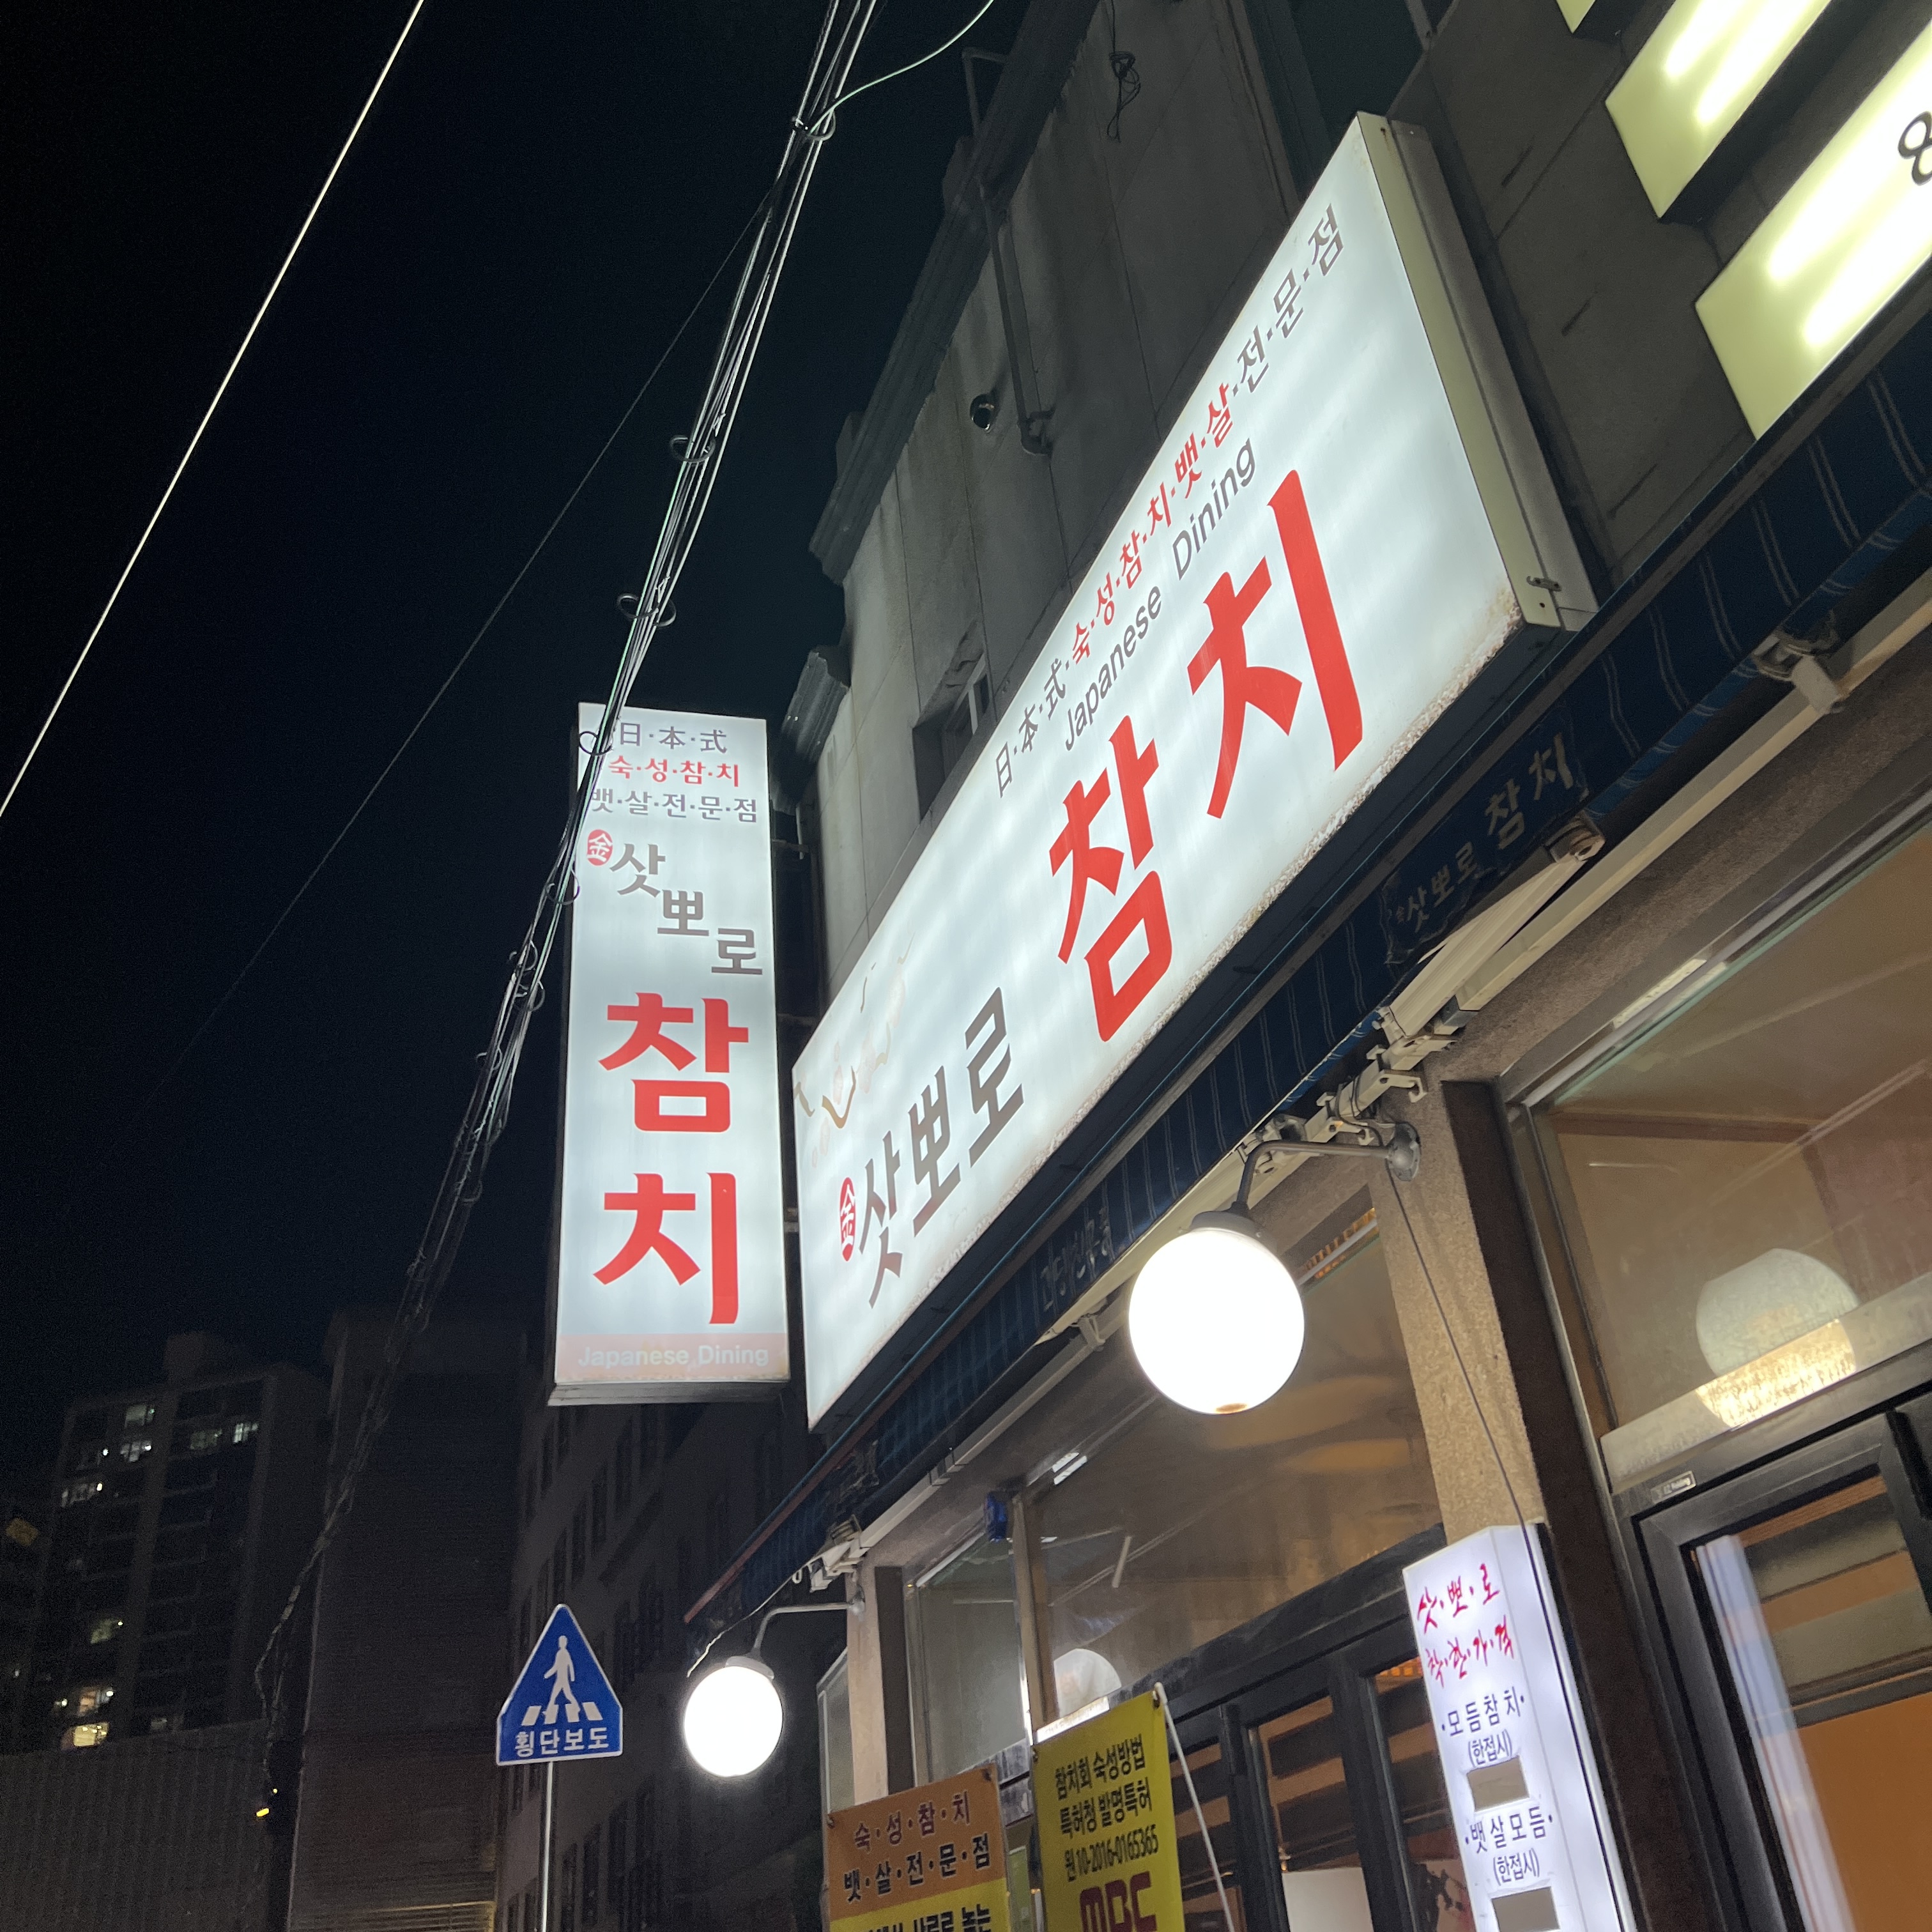 日·本·式·숙·성·참·치·뱃·살·전·문·점
Japanese Dining
金 삿뽀로 참치
日·本·式
숙·성·참·치
뱃·살·전·문·점
金 삿뽀로
참치
Japanese Dining
삿뽀로 참치
횡단보도
숙·성·참·치
뱃·살·전·문·점
참치회 숙성방법
특허청 발명특허
원 10-2016-0165365
MBC
삿·뽀·로
착·한·가·격
·모듬참치·
(한접시)
·뱃살모듬·
(한접시)